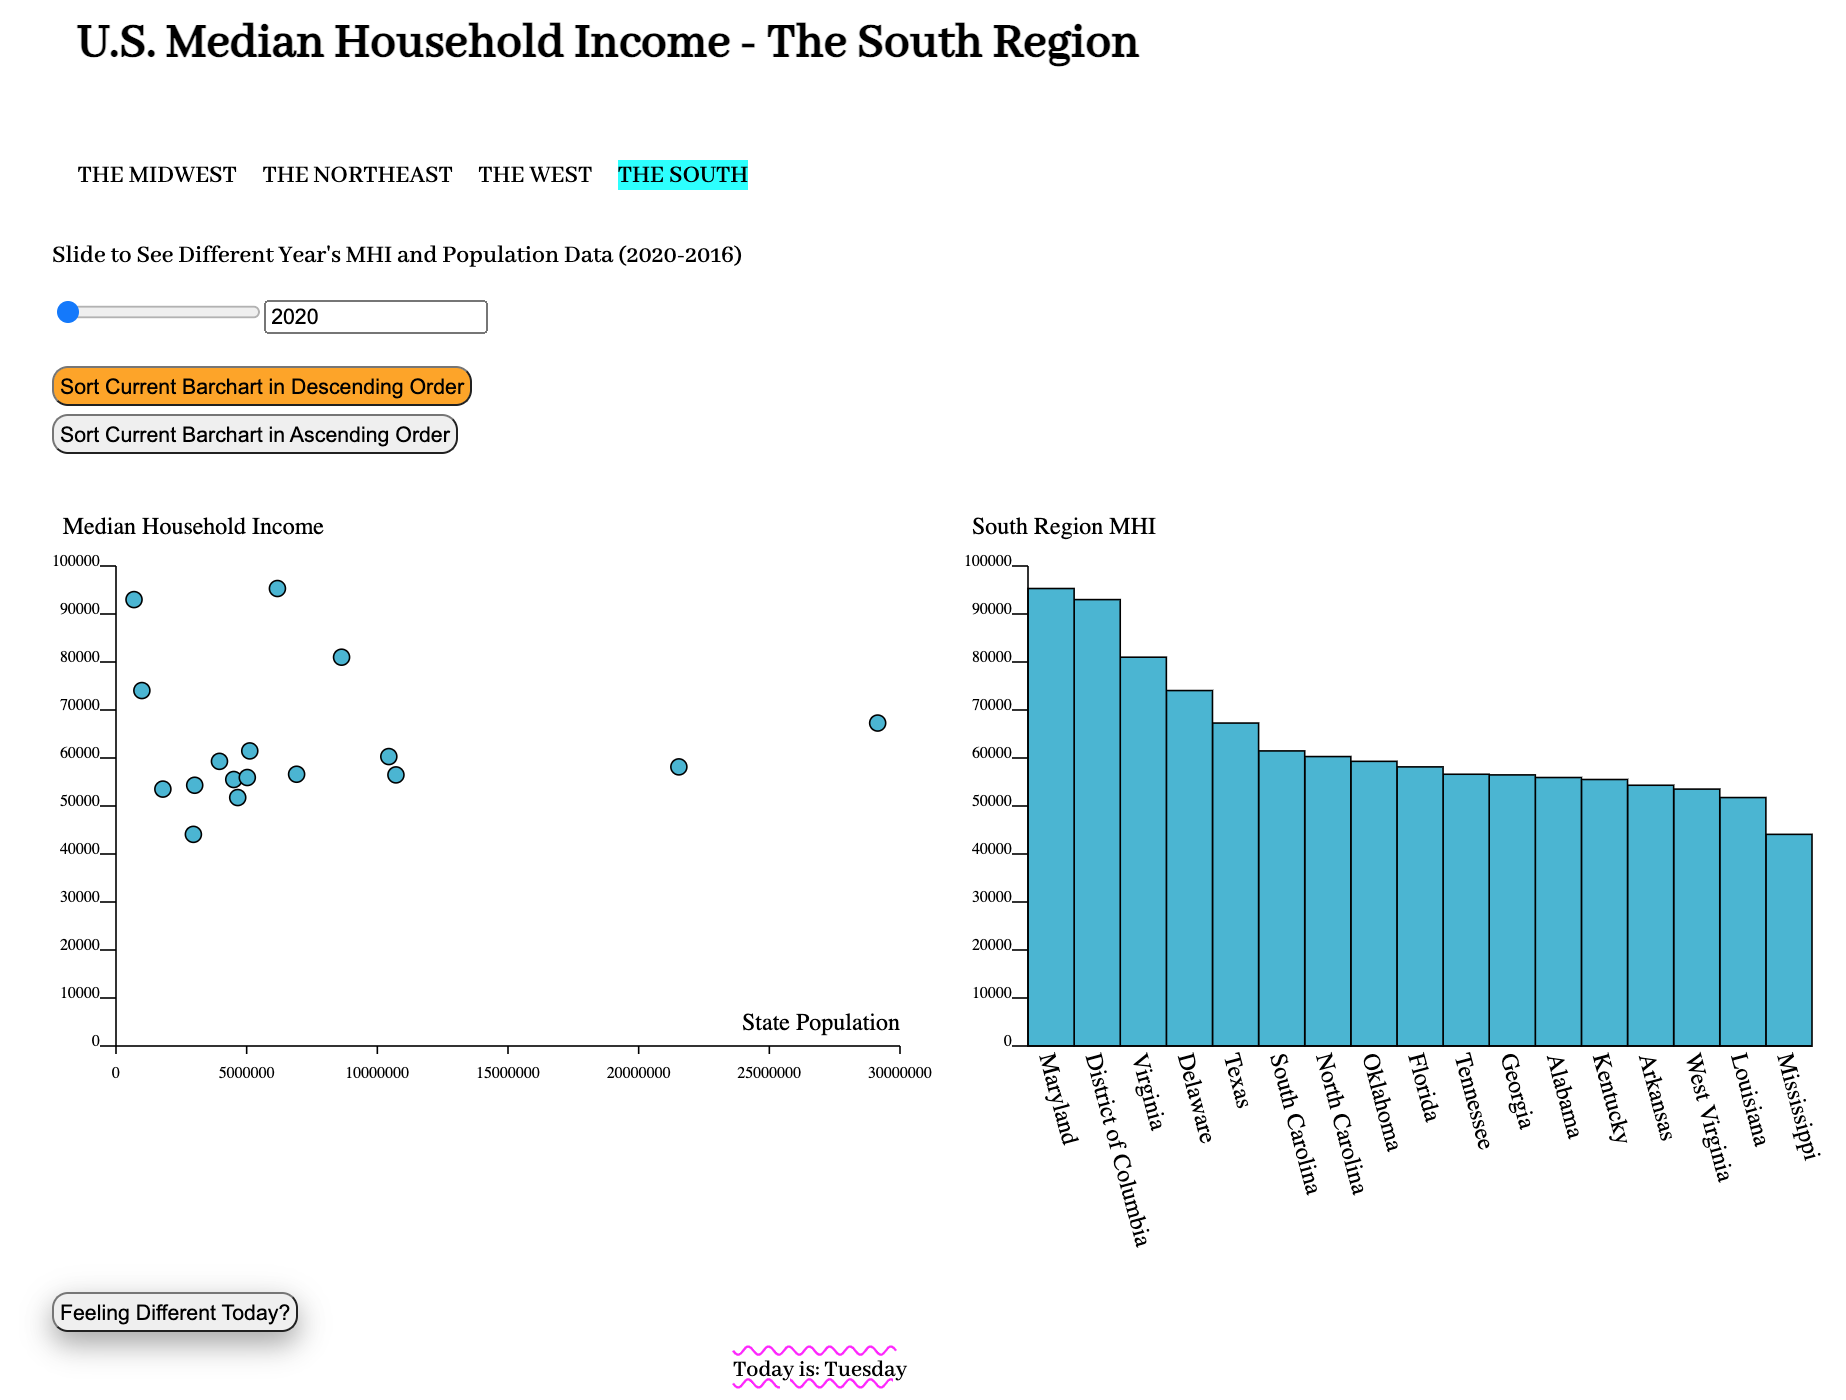 U.S. Median Household Income - The South Region
THE MIDWEST THE NORTHEAST THE WEST THE SOUTH
Slide to See Different Year's MHI and Population Data (2020-2016)
2020
Sort Current Barchart in Descending Order
Sort Current Barchart in Ascending Order
Median Household Income
100000
90000
80000
70000
60000
50000
40000
30000
20000
10000
0
State Population
0 5000000 10000000 15000000 20000000 25000000 30000000
South Region MHI
100000
90000
80000
70000
60000
50000
40000
30000
20000
10000
0
Maryland
District of Columbia
Virginia
Delaware
Texas
South Carolina
North Carolina
Oklahoma
Florida
Tennessee
Georgia
Alabama
Kentucky
Arkansas
West Virginia
Louisiana
Mississippi
Feeling Different Today?
Today is: Tuesday